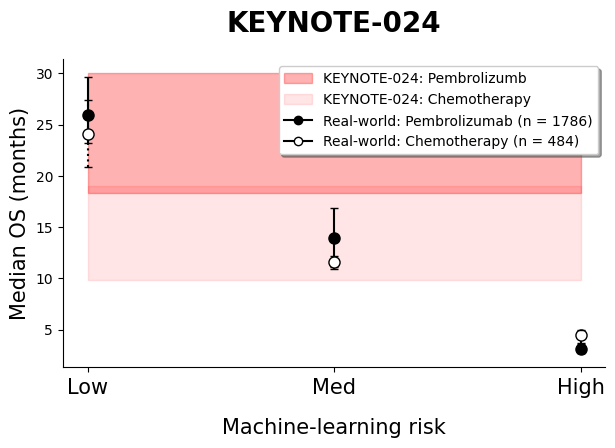 KEYNOTE-024
30
25
20
15
10
5
Median OS (months)
KEYNOTE-024: Pembrolizumb
KEYNOTE-024: Chemotherapy
Real-world: Pembrolizumab (n = 1786)
Real-world: Chemotherapy (n = 484)
Low Med High
Machine-learning risk